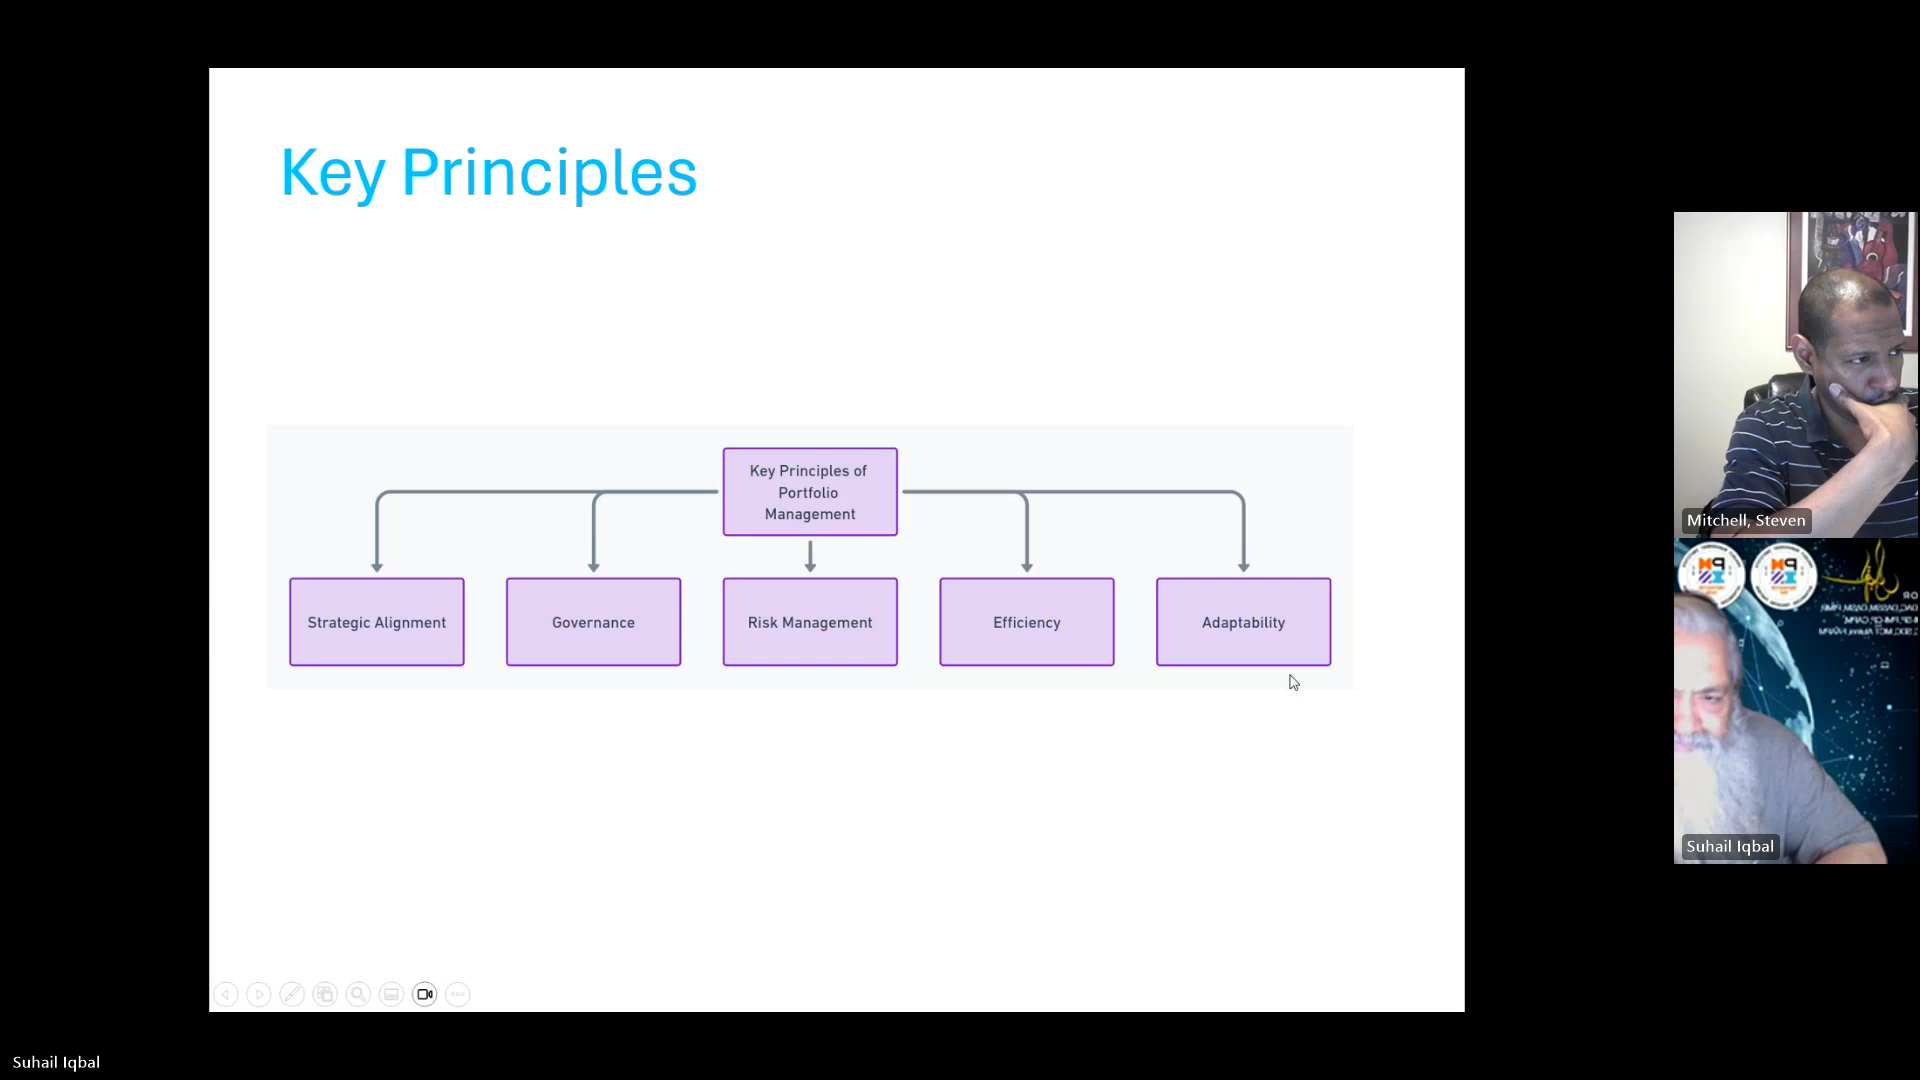 Key Principles
Key Principles of
Portfolio
Management
Strategic Alignment
Governance
Risk Management
Efficiency
Adaptability
Mitchell, Steven
Suhail Iqbal
Suhail Iqbal